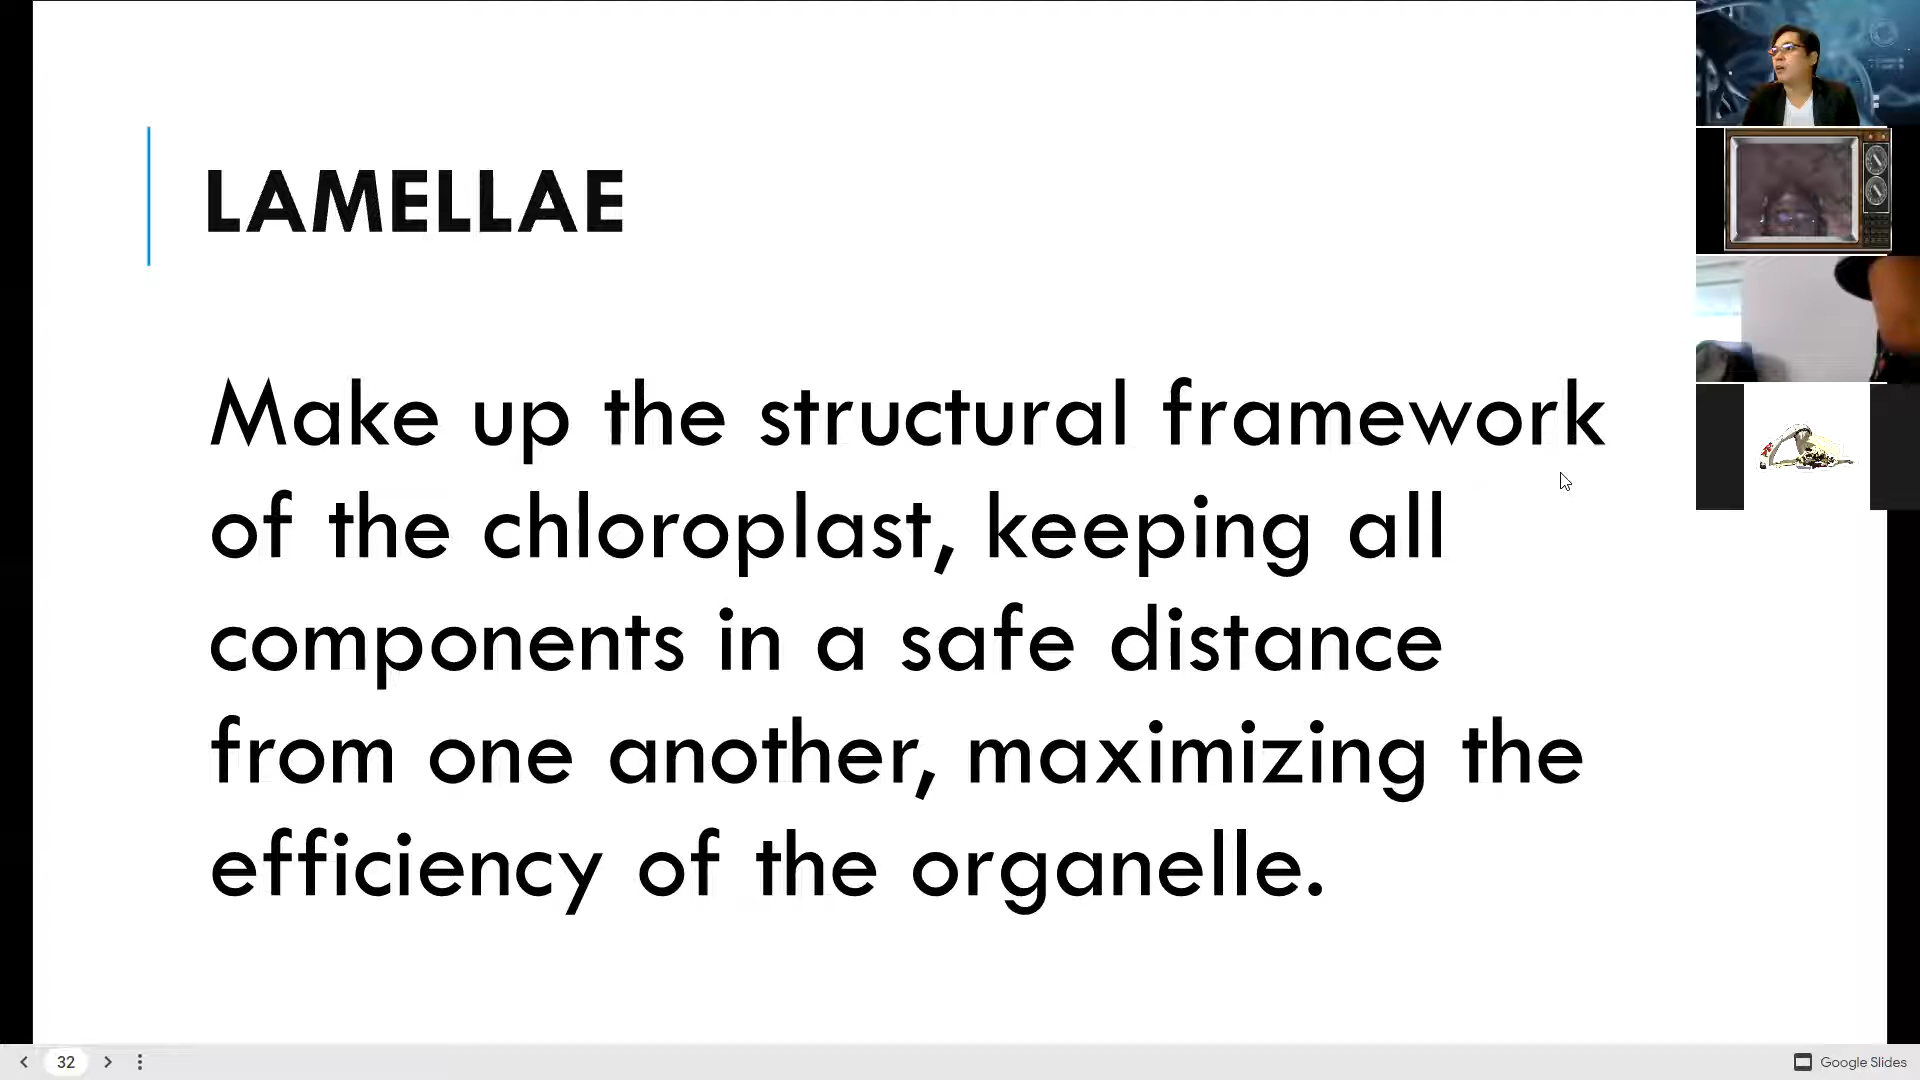 LAMELLAE
Make up the structural framework
of the chloroplast, keeping all
components in a safe distance
from one another, maximizing the
efficiency of the organelle.
32
Google Slides